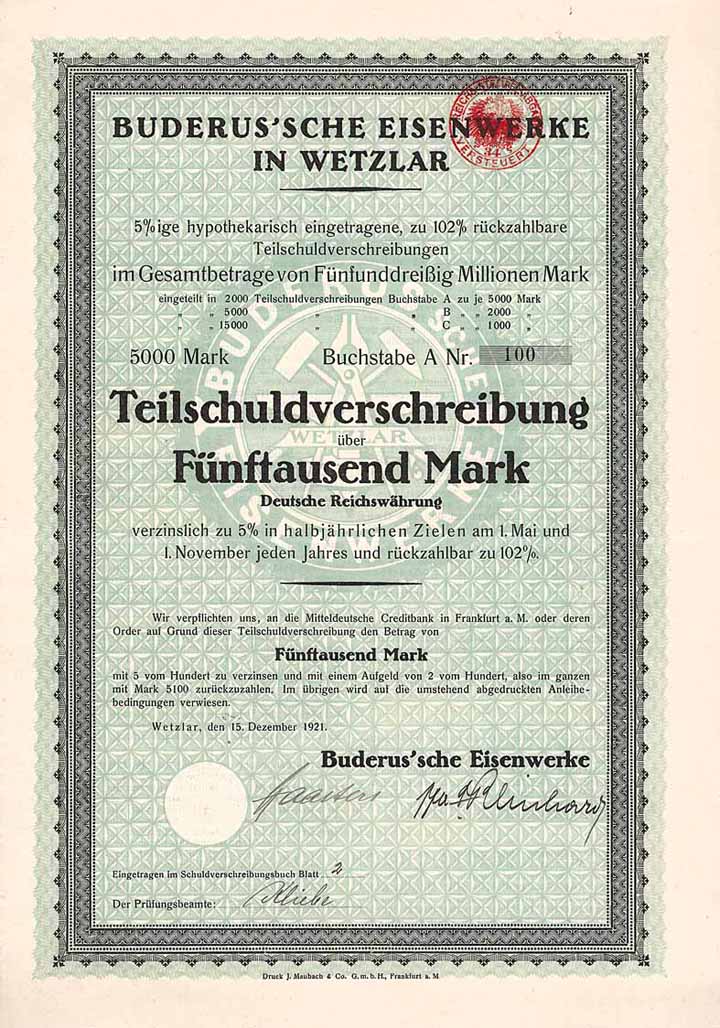 BUDERUS'SCHE EISENWERKE
IN WETZLAR
VERSTEUERT
5%ige hypothekarisch eingetragene, zu 102% rückzahlbare
Teilschuldverschreibungen
im Gesamtbetrage von Fünfunddreißig Millionen Mark
eingeteilt in 2000 Teilschuldverschreibungen Buchstabe A zu je 5000 Mark
„ „ 5000 „ „ B „ „ 2000 „
„ „ 15000 „ „ C „ „ 1000 „
5000 Mark Buchstabe A Nr. 100
BUDERUS'SCHE EISENWERKE
WETZLAR
Teilschuldverschreibung
über
Fünftausend Mark
Deutsche Reichswährung
verzinslich zu 5% in halbjährlichen Zielen am 1. Mai und
1. November jeden Jahres und rückzahlbar zu 102%.
Wir verpflichten uns, an die Mitteldeutsche Creditbank in Frankfurt a. M. oder deren
Order auf Grund dieser Teilschuldverschreibung den Betrag von
Fünftausend Mark
mit 5 vom Hundert zu verzinsen und mit einem Aufgeld von 2 vom Hundert, also im ganzen
mit Mark 5100 zurückzuzahlen. Im übrigen wird auf die umstehend abgedruckten Anleihe-
bedingungen verwiesen.
Wetzlar, den 15. Dezember 1921.
Buderus'sche Eisenwerke
Eingetragen im Schuldverschreibungsbuch Blatt 2
Der Prüfungsbeamte:
Druck J. Maubach & Co. G. m. b. H., Frankfurt a. M